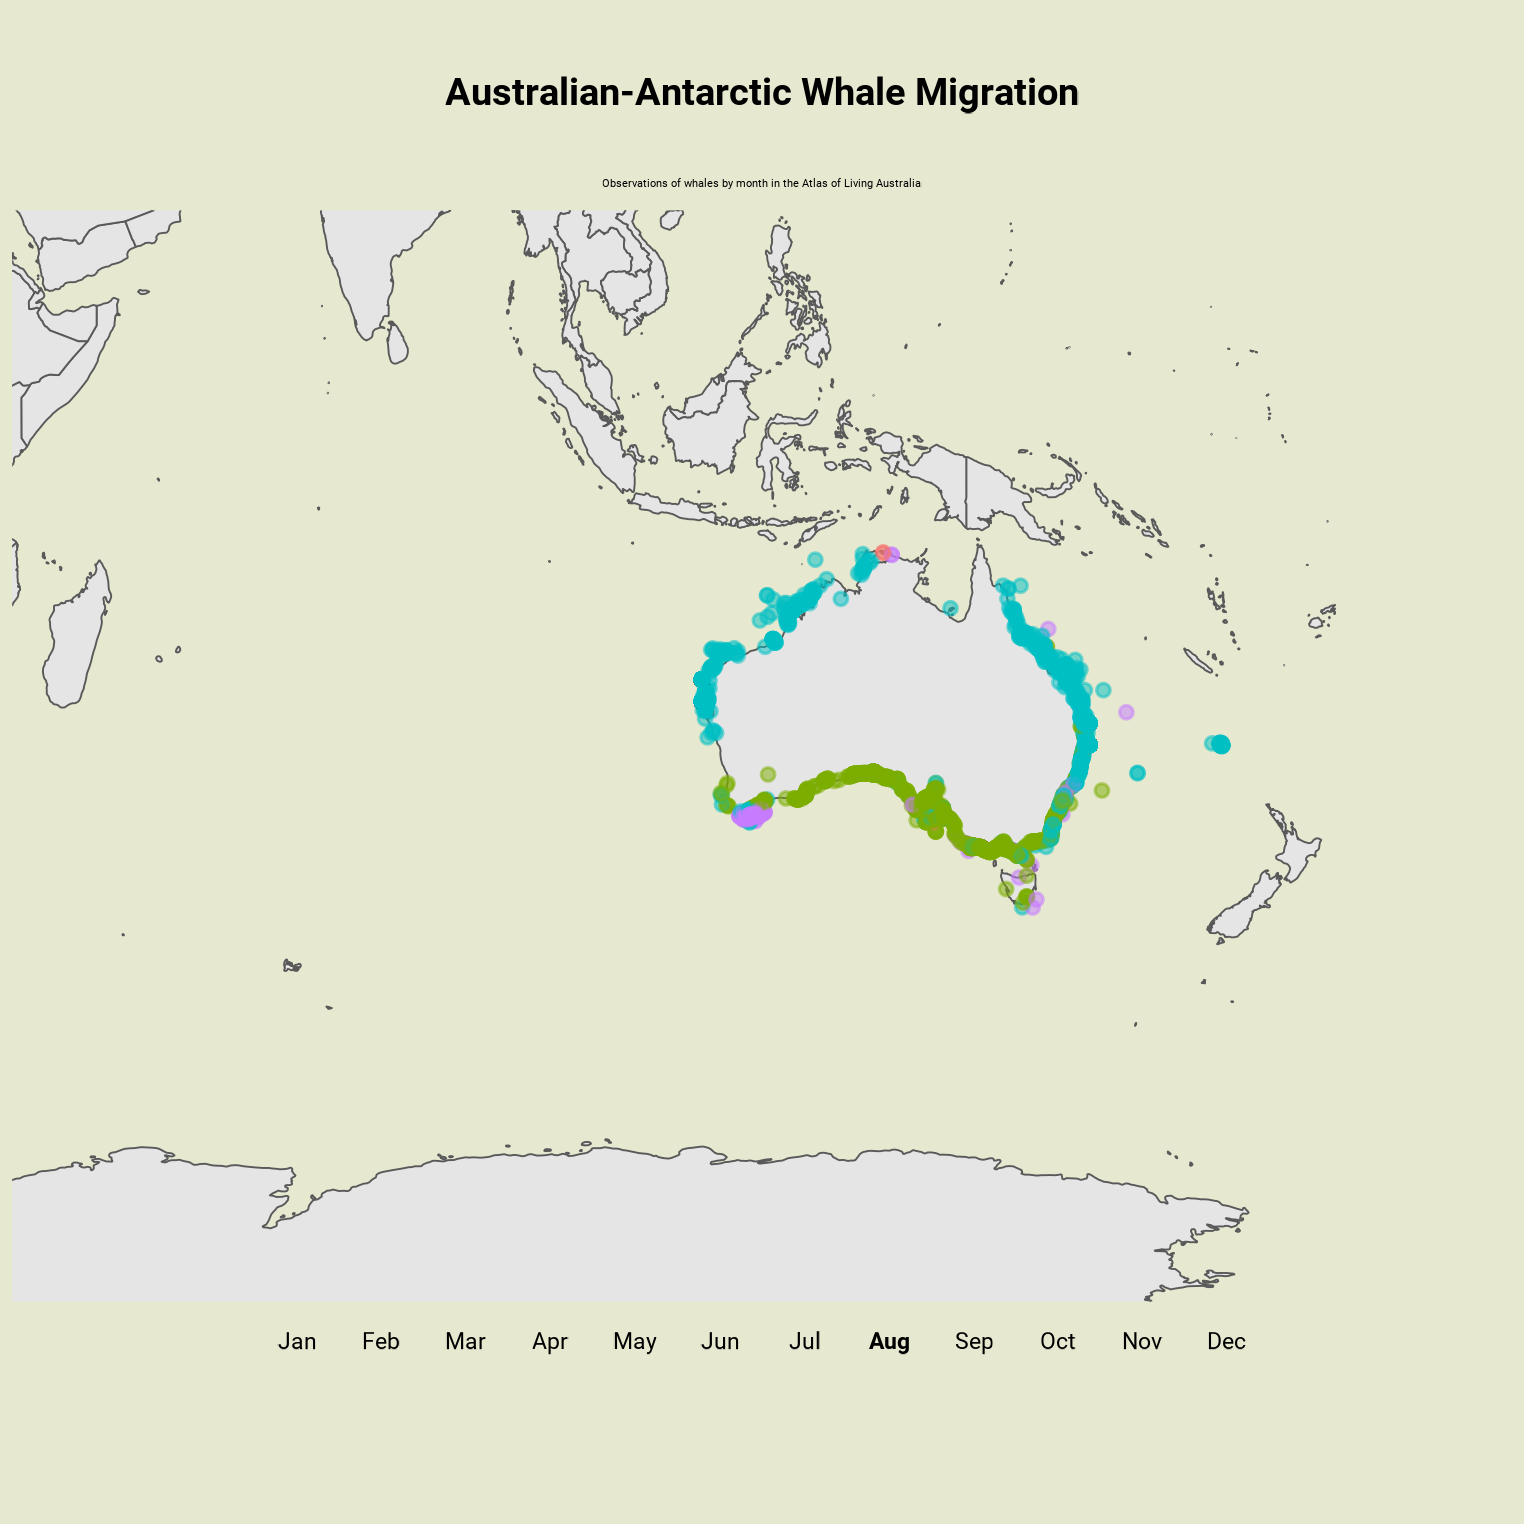 Australian-Antarctic Whale Migration
Observations of whales by month in the Atlas of Living Australia
Jan Feb Mar Apr May Jun Jul Aug Sep Oct Nov Dec